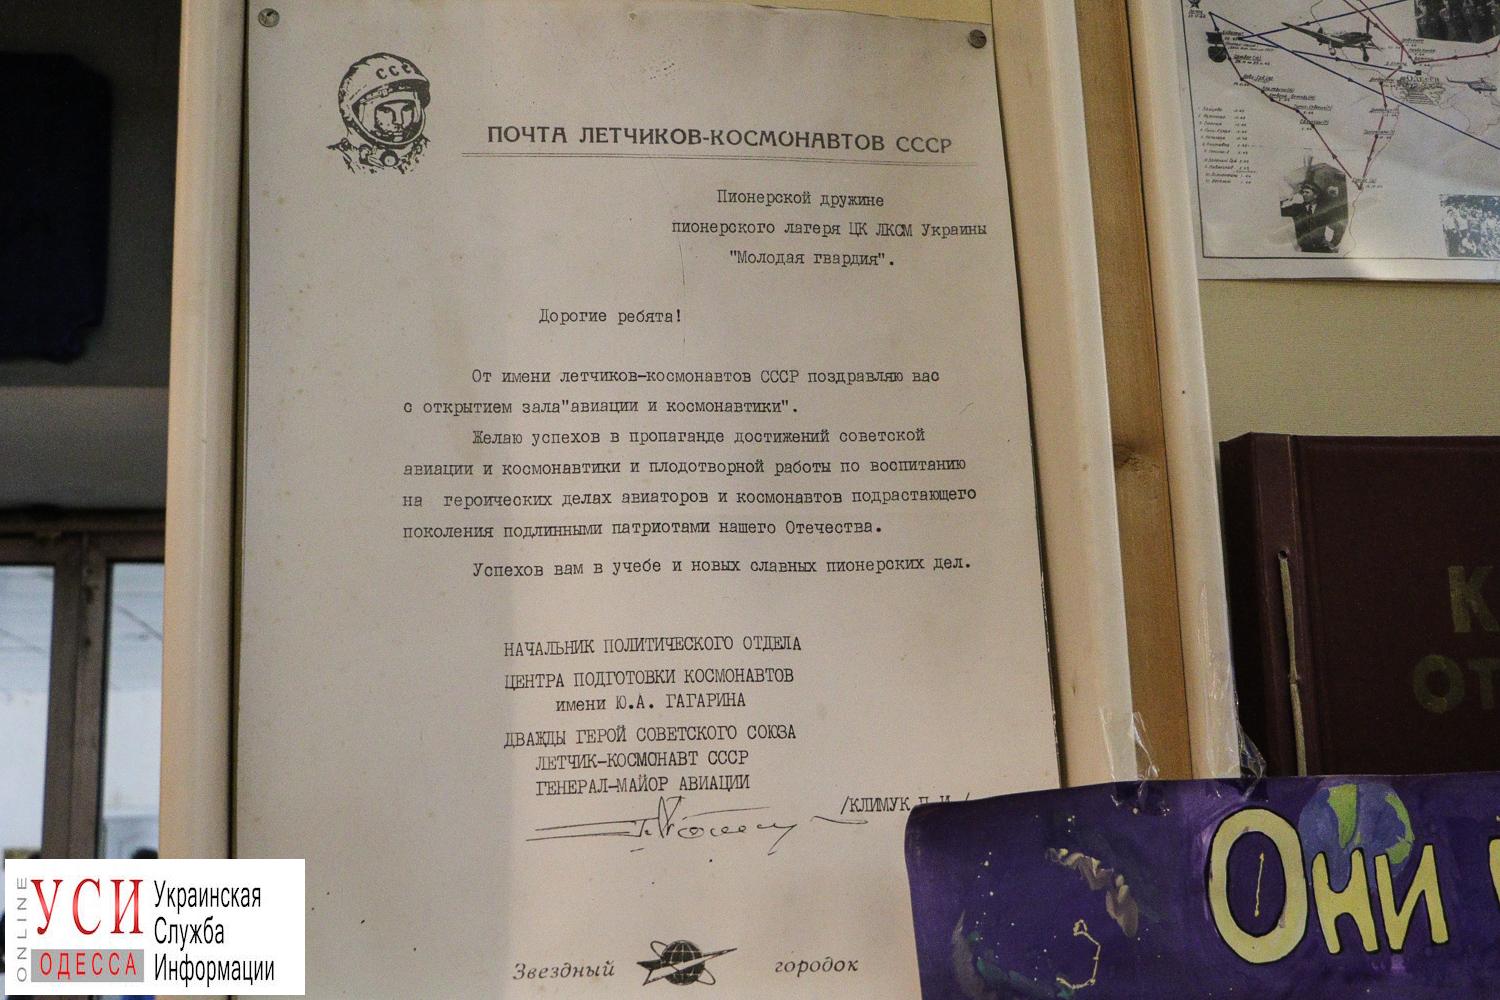 СССР
ПОЧТА ЛЕТЧИКОВ-КОСМОНАВТОВ СССР
Пионерской дружине
пионерского лагеря ЦК ЛКСМ Украины
"Молодая гвардия".
Дорогие ребята!
От имени летчиков-космонавтов СССР поздравляю вас
с открытием зала"авиации и космонавтики".
Желаю успехов в пропаганде достижений советской
авиации и космонавтики и плодотворной работы по воспитанию
на героических делах авиаторов и космонавтов подрастающего
поколения подлинными патриотами нашего Отечества.
Успехов вам в учебе и новых славных пионерских дел.
НАЧАЛЬНИК ПОЛИТИЧЕСКОГО ОТДЕЛА
ЦЕНТРА ПОДГОТОВКИ КОСМОНАВТОВ
имени Ю.А. ГАГАРИНА
ДВАЖДЫ ГЕРОЙ СОВЕТСКОГО СОЮЗА
ЛЕТЧИК-КОСМОНАВТ СССР
ГЕНЕРАЛ-МАЙОР АВИАЦИИ
/КЛИМУК П.И./
Звездный городок
Они
ONLINE
УСИ
ОДЕССА
Украинская
Служба
Информации